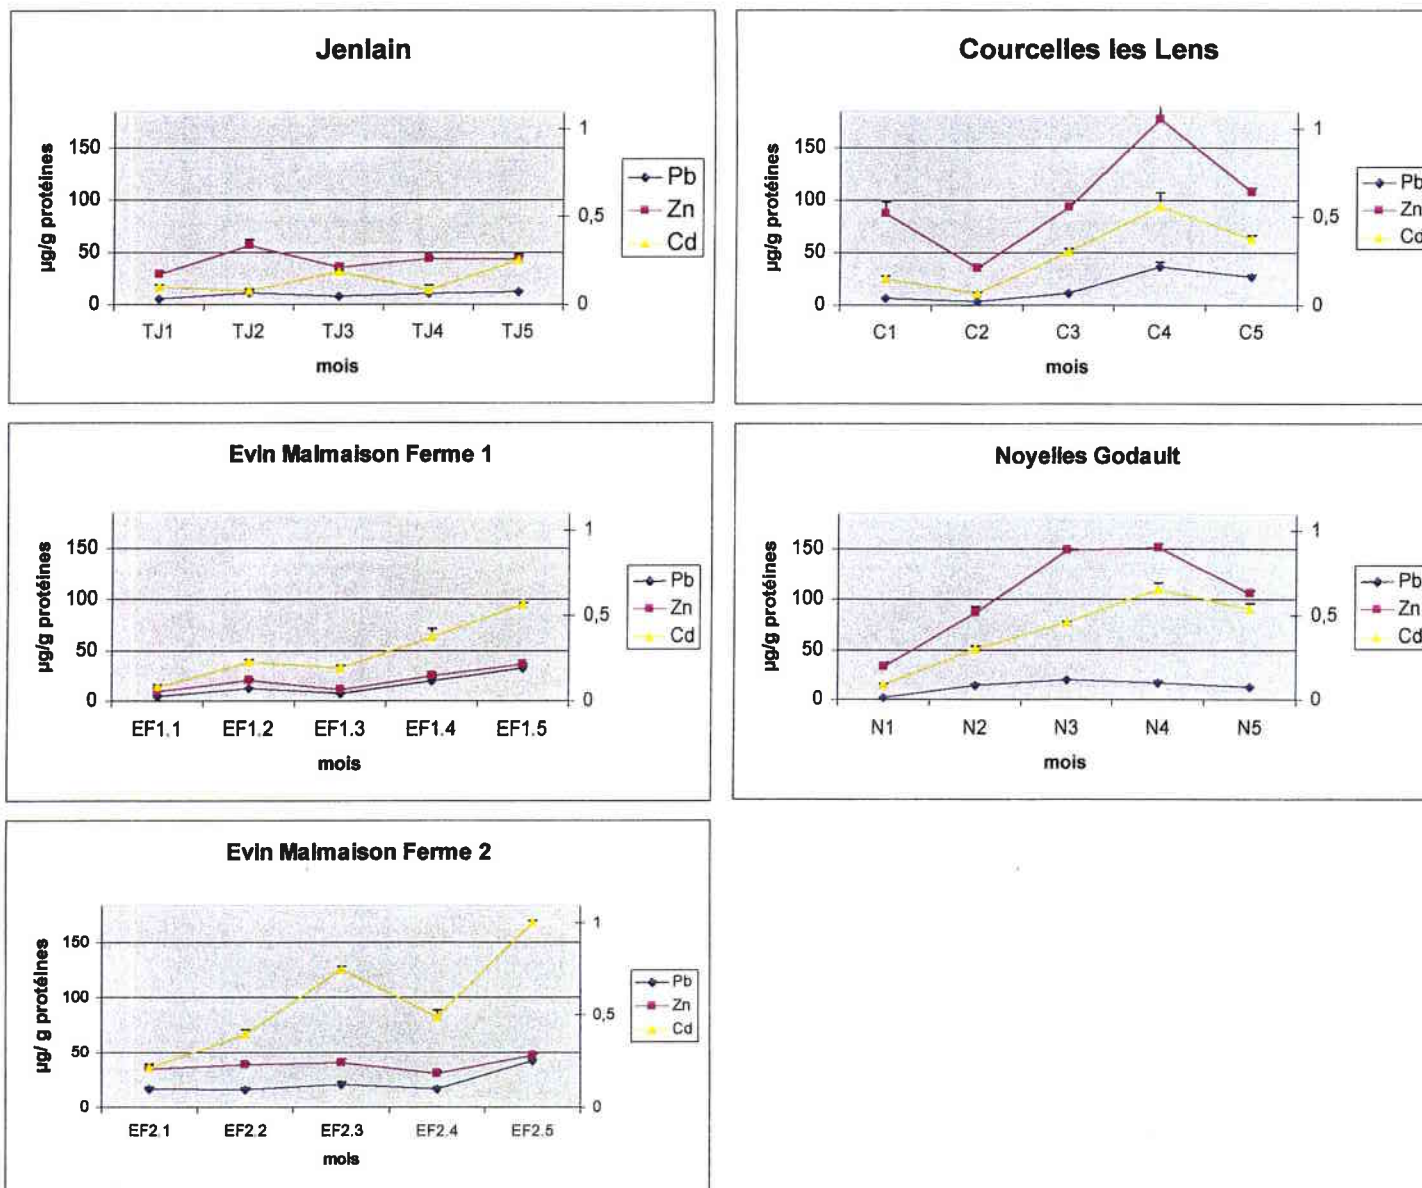 Jenlain
µg/g protéines
150
100
50
0
1
0,5
0
TJ1 TJ2 TJ3 TJ4 TJ5
mois
Pb
Zn
Cd
Courcelles les Lens
µg/g protéines
150
100
50
0
1
0,5
0
C1 C2 C3 C4 C5
mois
Pb
Zn
Cd
Evin Malmaison Ferme 1
µg/g protéines
150
100
50
0
1
0,5
0
EF1.1 EF1.2 EF1.3 EF1.4 EF1.5
mois
Pb
Zn
Cd
Noyelles Godault
µg/g protéines
150
100
50
0
1
0,5
0
N1 N2 N3 N4 N5
mois
Pb
Zn
Cd
Evin Malmaison Ferme 2
µg/ g protéines
150
100
50
0
1
0,5
0
EF2.1 EF2.2 EF2.3 EF2.4 EF2.5
mois
Pb
Zn
Cd